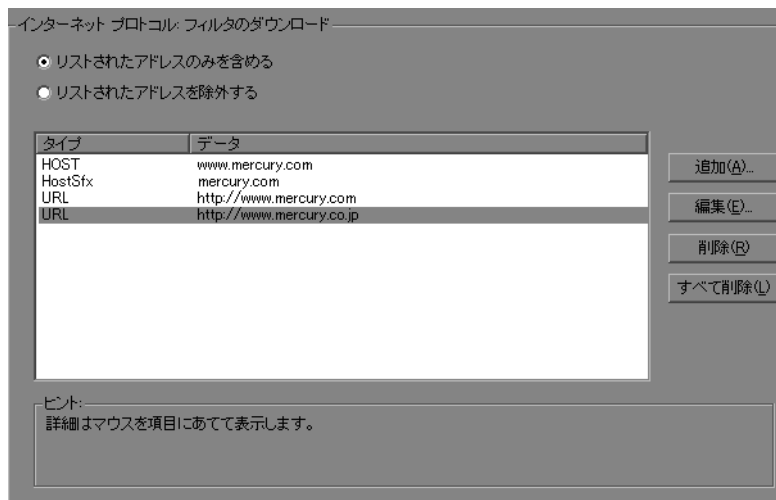 インターネット プロトコル: フィルタのダウンロード
リストされたアドレスのみを含める
リストされたアドレスを除外する
タイプ データ
HOST www.mercury.com
HostSfx mercury.com
URL http://www.mercury.com
URL http://www.mercury.co.jp
追加(A)...
編集(E)...
削除(R)
すべて削除(L)
ヒント:
詳細はマウスを項目にあてて表示します。